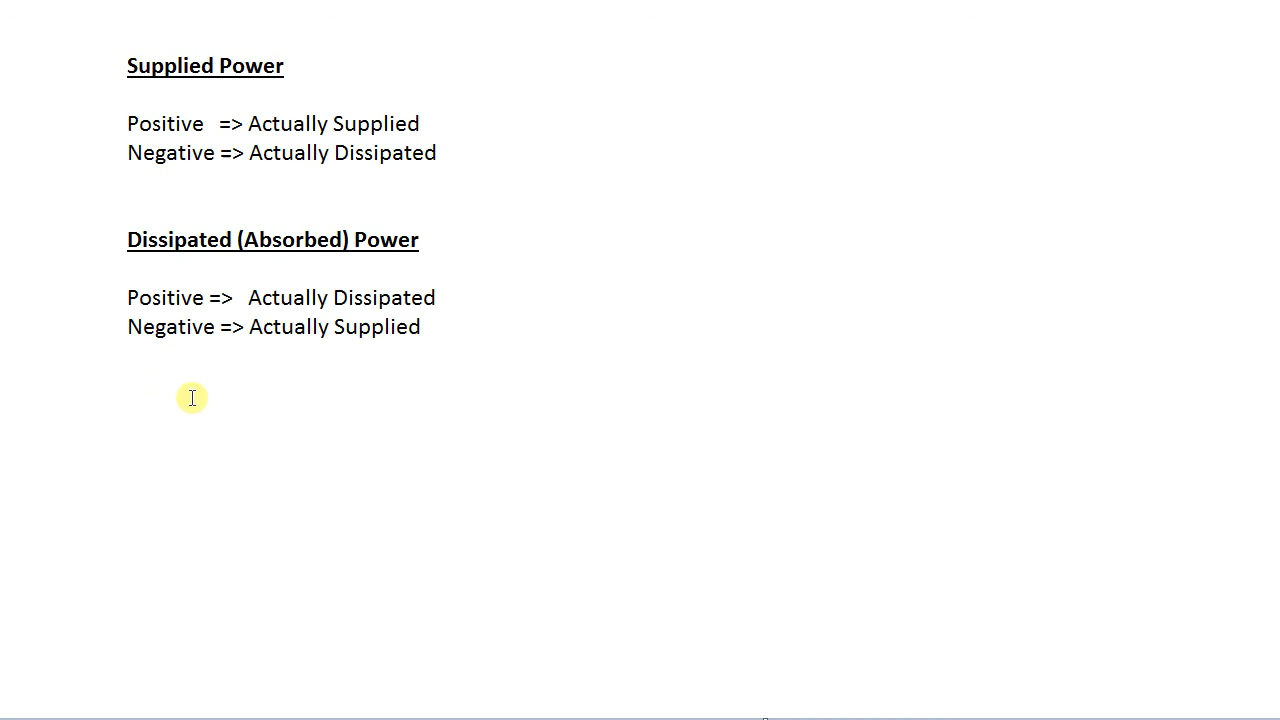 Supplied Power
Positive => Actually Supplied
Negative => Actually Dissipated
Dissipated (Absorbed) Power
Positive => Actually Dissipated
Negative => Actually Supplied